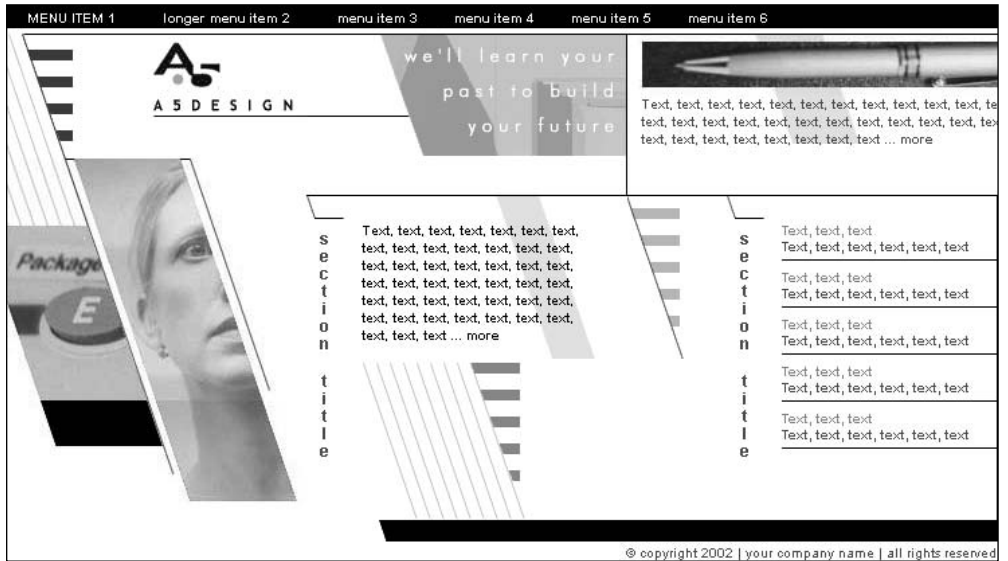 MENU ITEM 1 longer menu item 2 menu item 3 menu item 4 menu item 5 menu item 6
A5
A5DESIGN
we'll learn your
past to build
your future
Text, text, text, text, text, text, text, text, text, text, text, te
text, text, text, text, text, text, text, text, text, text, text, tex
text, text, text, text, text, text, text, text ... more
Package
E
section title
Text, text, text, text, text, text, text,
text, text, text, text, text, text, text,
text, text, text, text, text, text, text,
text, text, text, text, text, text, text,
text, text, text, text, text, text, text,
text, text, text, text, text, text, text,
text, text, text ... more
section title
Text, text, text
Text, text, text, text, text, text
Text, text, text
Text, text, text, text, text, text
Text, text, text
Text, text, text, text, text, text
Text, text, text
Text, text, text, text, text, text
Text, text, text
Text, text, text, text, text, text
© copyright 2002 | your company name | all rights reserved